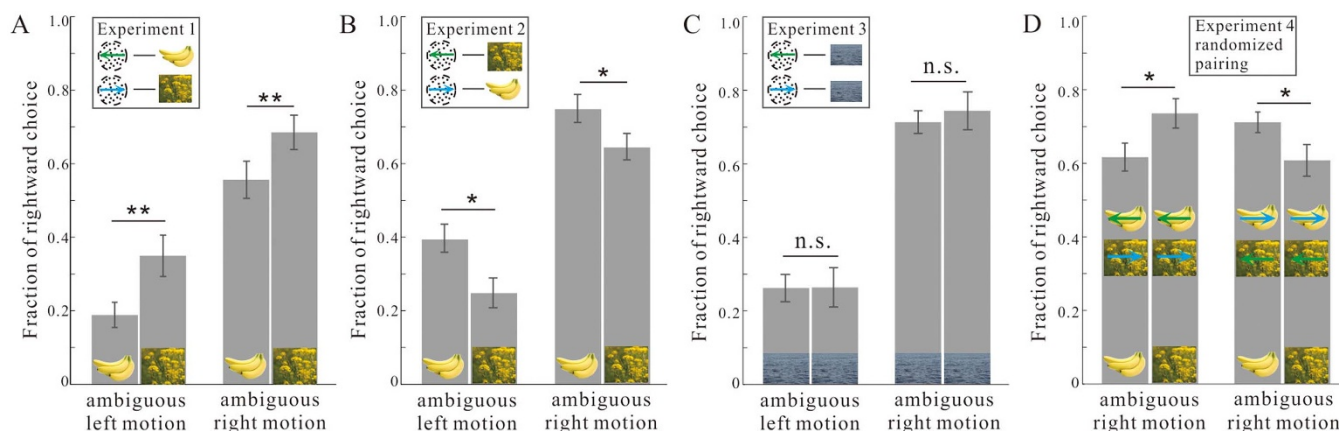 A
Experiment 1
Fraction of rightward choice
1.0
0.8
0.6
0.4
0.2
0
**
**
ambiguous
left motion
ambiguous
right motion
B
Experiment 2
Fraction of rightward choice
1.0
0.8
0.6
0.4
0.2
0
*
*
ambiguous
left motion
ambiguous
right motion
C
Experiment 3
Fraction of rightward choice
1.0
0.8
0.6
0.4
0.2
0
n.s.
n.s.
ambiguous
left motion
ambiguous
right motion
D
Experiment 4
randomized
pairing
Fraction of rightward choice
1.0
0.8
0.6
0.4
0.2
0
*
*
ambiguous
right motion
ambiguous
right motion